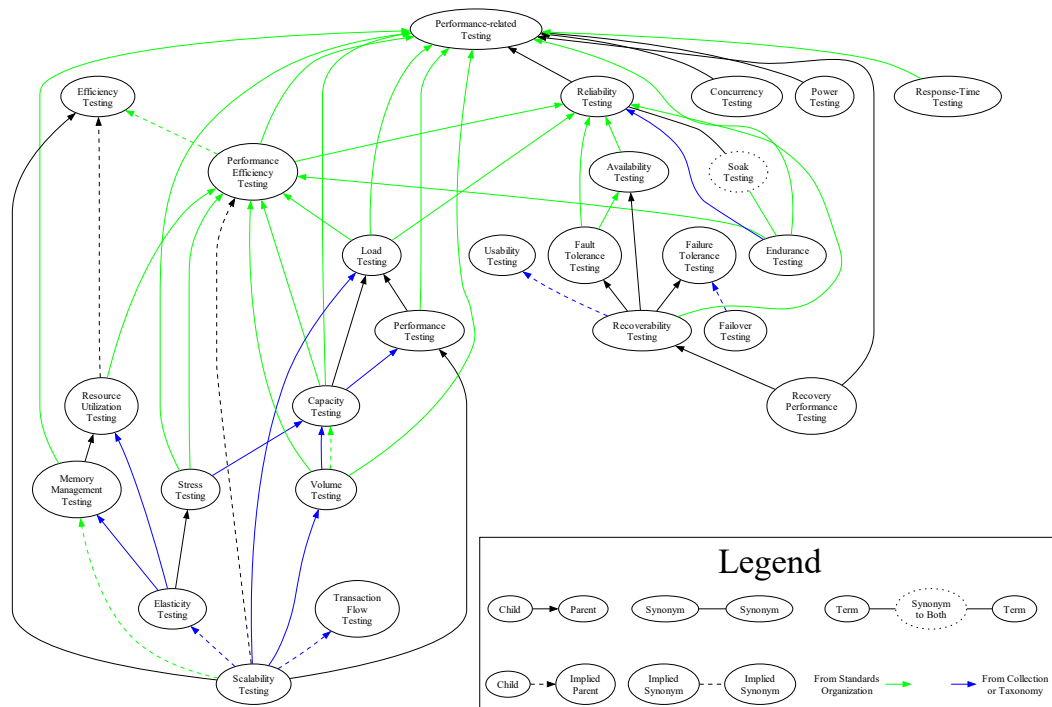 Performance-related
Testing
Efficiency
Testing
Reliability
Testing
Concurrency
Testing
Power
Testing
Response-Time
Testing
Performance
Efficiency
Testing
Availability
Testing
Soak
Testing
Load
Testing
Usability
Testing
Fault
Tolerance
Testing
Failure
Tolerance
Testing
Endurance
Testing
Performance
Testing
Recoverability
Testing
Failover
Testing
Resource
Utilization
Testing
Capacity
Testing
Recovery
Performance
Testing
Memory
Management
Testing
Stress
Testing
Volume
Testing
Elasticity
Testing
Transaction
Flow
Testing
Scalability
Testing
Legend
Child
Parent
Synonym
Synonym
Term
Synonym
to Both
Term
Child
Implied
Parent
Implied
Synonym
Implied
Synonym
From Standards
Organization
From Collection
or Taxonomy